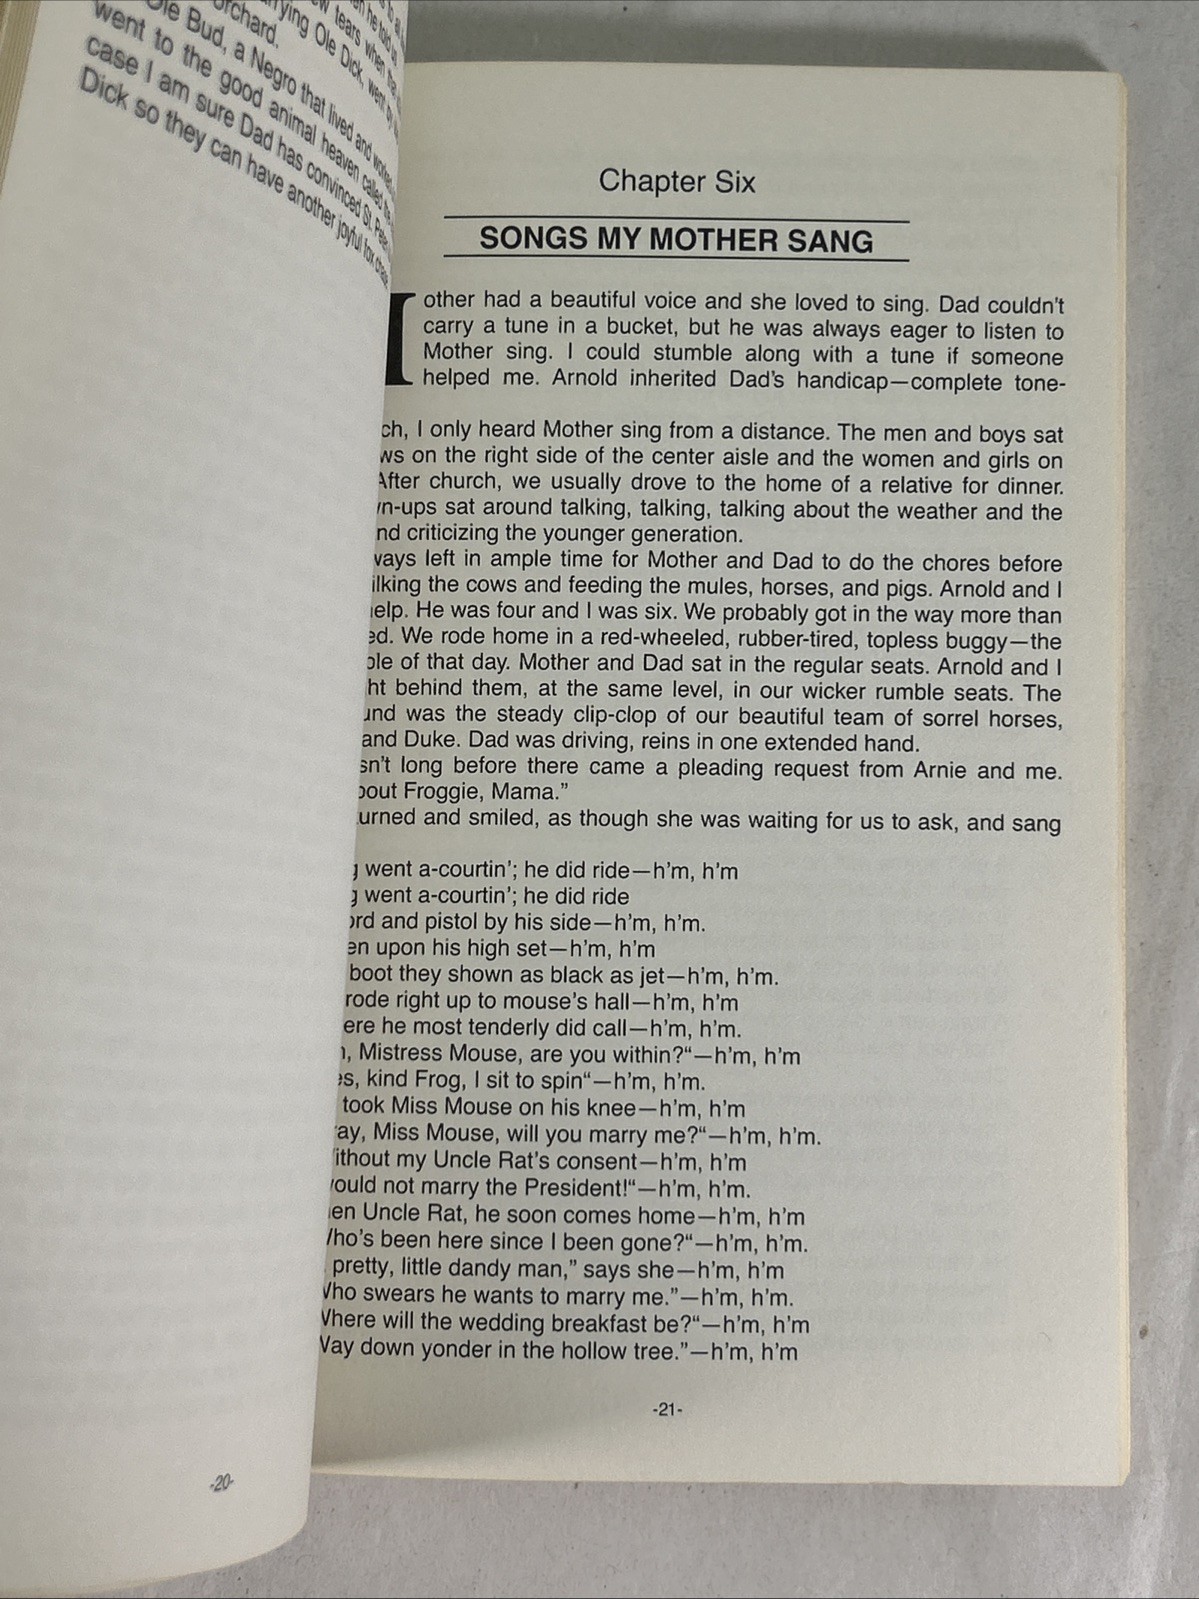 orchard.
Ole Bud, a Negro that lived and worked
went to the good animal heaven called the
case I am sure Dad has convinced St. Peter
Dick so they can have another joyful fox chase.
-20-
Chapter Six
SONGS MY MOTHER SANG
other had a beautiful voice and she loved to sing. Dad couldn't
carry a tune in a bucket, but he was always eager to listen to
Mother sing. I could stumble along with a tune if someone
helped me. Arnold inherited Dad's handicap—complete tone-
ch, I only heard Mother sing from a distance. The men and boys sat
ws on the right side of the center aisle and the women and girls on
After church, we usually drove to the home of a relative for dinner.
n-ups sat around talking, talking, talking about the weather and the
nd criticizing the younger generation.
ways left in ample time for Mother and Dad to do the chores before
ilking the cows and feeding the mules, horses, and pigs. Arnold and I
elp. He was four and I was six. We probably got in the way more than
ed. We rode home in a red-wheeled, rubber-tired, topless buggy—the
ole of that day. Mother and Dad sat in the regular seats. Arnold and I
ht behind them, at the same level, in our wicker rumble seats. The
und was the steady clip-clop of our beautiful team of sorrel horses,
and Duke. Dad was driving, reins in one extended hand.
sn't long before there came a pleading request from Arnie and me.
bout Froggie, Mama."
urned and smiled, as though she was waiting for us to ask, and sang
g went a-courtin'; he did ride—h'm, h'm
g went a-courtin'; he did ride
ord and pistol by his side—h'm, h'm.
en upon his high set—h'm, h'm
boot they shown as black as jet—h'm, h'm.
rode right up to mouse's hall—h'm, h'm
ere he most tenderly did call—h'm, h'm.
h, Mistress Mouse, are you within?“—h'm, h'm
es, kind Frog, I sit to spin“—h'm, h'm.
took Miss Mouse on his knee—h'm, h'm
ray, Miss Mouse, will you marry me?“—h'm, h'm.
ithout my Uncle Rat's consent—h'm, h'm
ould not marry the President!“—h'm, h'm.
en Uncle Rat, he soon comes home—h'm, h'm
Who's been here since I been gone?“—h'm, h'm.
pretty, little dandy man,” says she—h'm, h'm
Who swears he wants to marry me.”—h'm, h'm.
Where will the wedding breakfast be?“—h'm, h'm
Way down yonder in the hollow tree.”—h'm, h'm
-21-